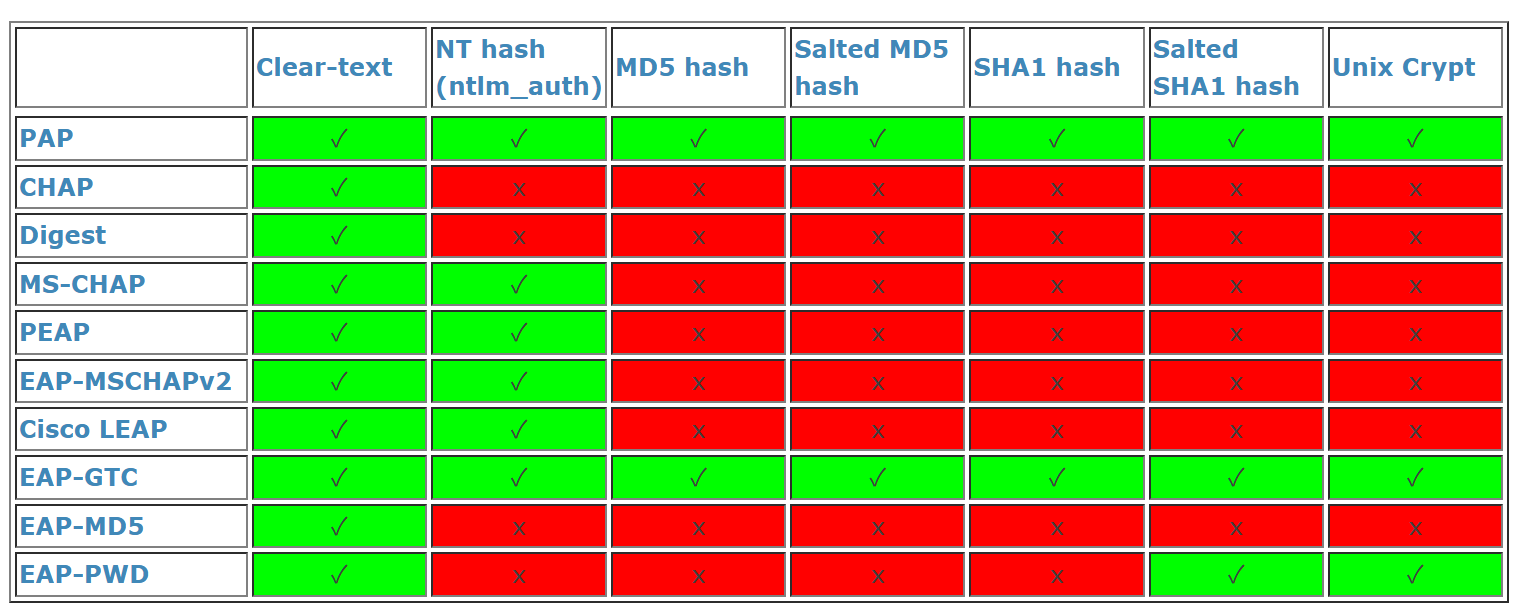 Clear-text NT hash (ntlm_auth) MD5 hash Salted MD5 hash SHA1 hash Salted SHA1 hash Unix Crypt
PAP ✓ ✓ ✓ ✓ ✓ ✓ ✓
CHAP ✓ x x x x x x
Digest ✓ x x x x x x
MS-CHAP ✓ ✓ x x x x x
PEAP ✓ ✓ x x x x x
EAP-MSCHAPv2 ✓ ✓ x x x x x
Cisco LEAP ✓ ✓ x x x x x
EAP-GTC ✓ ✓ ✓ ✓ ✓ ✓ ✓
EAP-MD5 ✓ x x x x x x
EAP-PWD ✓ x x x x ✓ ✓